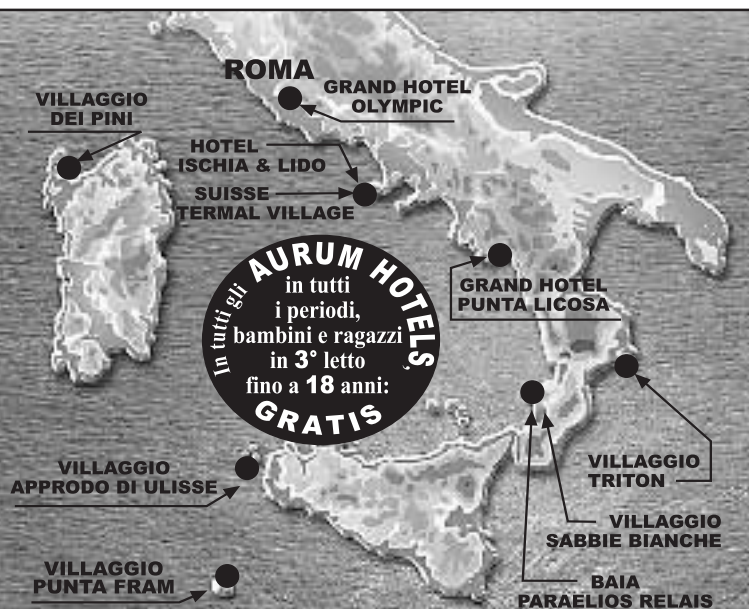 ROMA
GRAND HOTEL
OLYMPIC
VILLAGGIO
DEI PINI
HOTEL
ISCHIA & LIDO
SUISSE
TERMAL VILLAGE
In tutti gli AURUM HOTELS,
in tutti
i periodi,
bambini e ragazzi
in 3° letto
fino a 18 anni:
GRATIS
GRAND HOTEL
PUNTA LICOSA
VILLAGGIO
TRITON
VILLAGGIO
APPRODO DI ULISSE
VILLAGGIO
SABBIE BIANCHE
VILLAGGIO
PUNTA FRAM
BAIA
PARAELIOS RELAIS